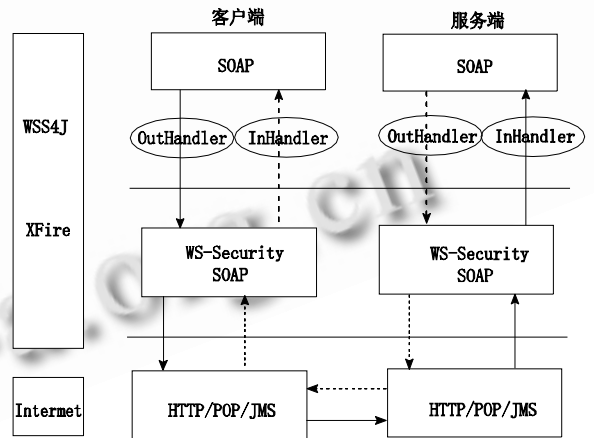 客户端
服务端
SOAP
SOAP
WSS4J
OutHandler
InHandler
OutHandler
InHandler
XFire
WS-Security
SOAP
WS-Security
SOAP
Intermet
HTTP/POP/JMS
HTTP/POP/JMS